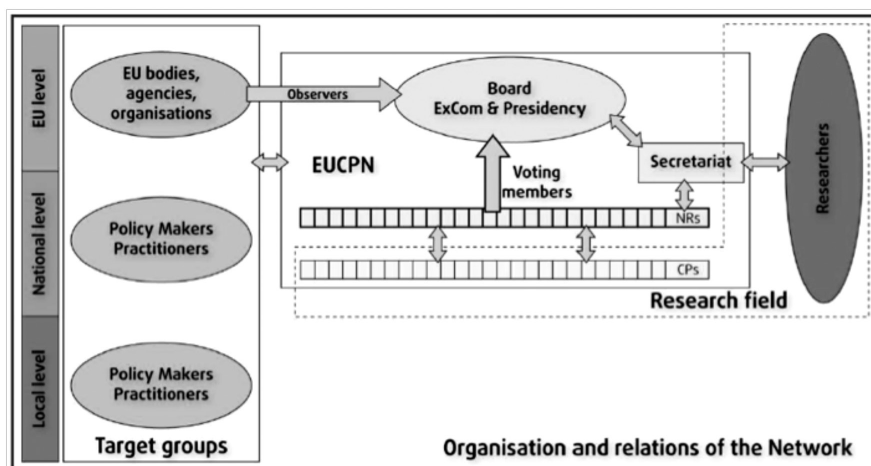 EU level
National level
Local level
EU bodies,
agencies,
organisations
Policy Makers
Practitioners
Policy Makers
Practitioners
Target groups
Observers
Board
ExCom & Presidency
EUCPN
Voting
members
Secretariat
NRs
CPs
Research field
Researchers
Organisation and relations of the Network